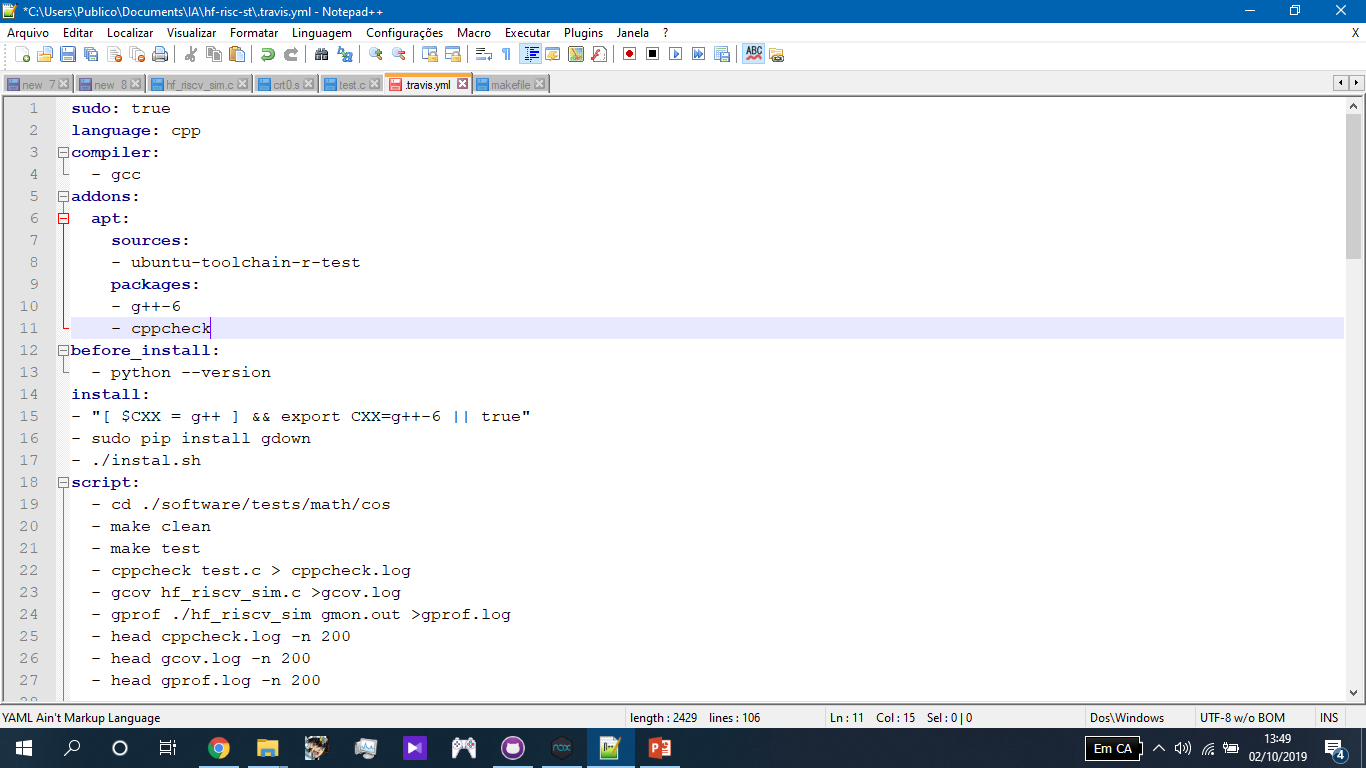 *C:\Users\Publico\Documents\IA\hf-risc-st\.travis.yml - Notepad++
Arquivo Editar Localizar Visualizar Formatar Linguagem Configurações Macro Executar Plugins Janela ? X
new 7 new 8 hf_riscv_sim.c crt0.s test.c .travis.yml makefile
1 sudo: true
2 language: cpp
3 compiler:
4 - gcc
5 addons:
6 apt:
7 sources:
8 - ubuntu-toolchain-r-test
9 packages:
10 - g++-6
11 - cppcheck
12 before_install:
13 - python --version
14 install:
15 - "[ $CXX = g++ ] && export CXX=g++-6 || true"
16 - sudo pip install gdown
17 - ./instal.sh
18 script:
19 - cd ./software/tests/math/cos
20 - make clean
21 - make test
22 - cppcheck test.c > cppcheck.log
23 - gcov hf_riscv_sim.c >gcov.log
24 - gprof ./hf_riscv_sim gmon.out >gprof.log
25 - head cppcheck.log -n 200
26 - head gcov.log -n 200
27 - head gprof.log -n 200
28
YAML Ain't Markup Language length : 2429 lines : 106 Ln : 11 Col : 15 Sel : 0 | 0 Dos\Windows UTF-8 w/o BOM INS
nox Em CA 13:49
02/10/2019 4